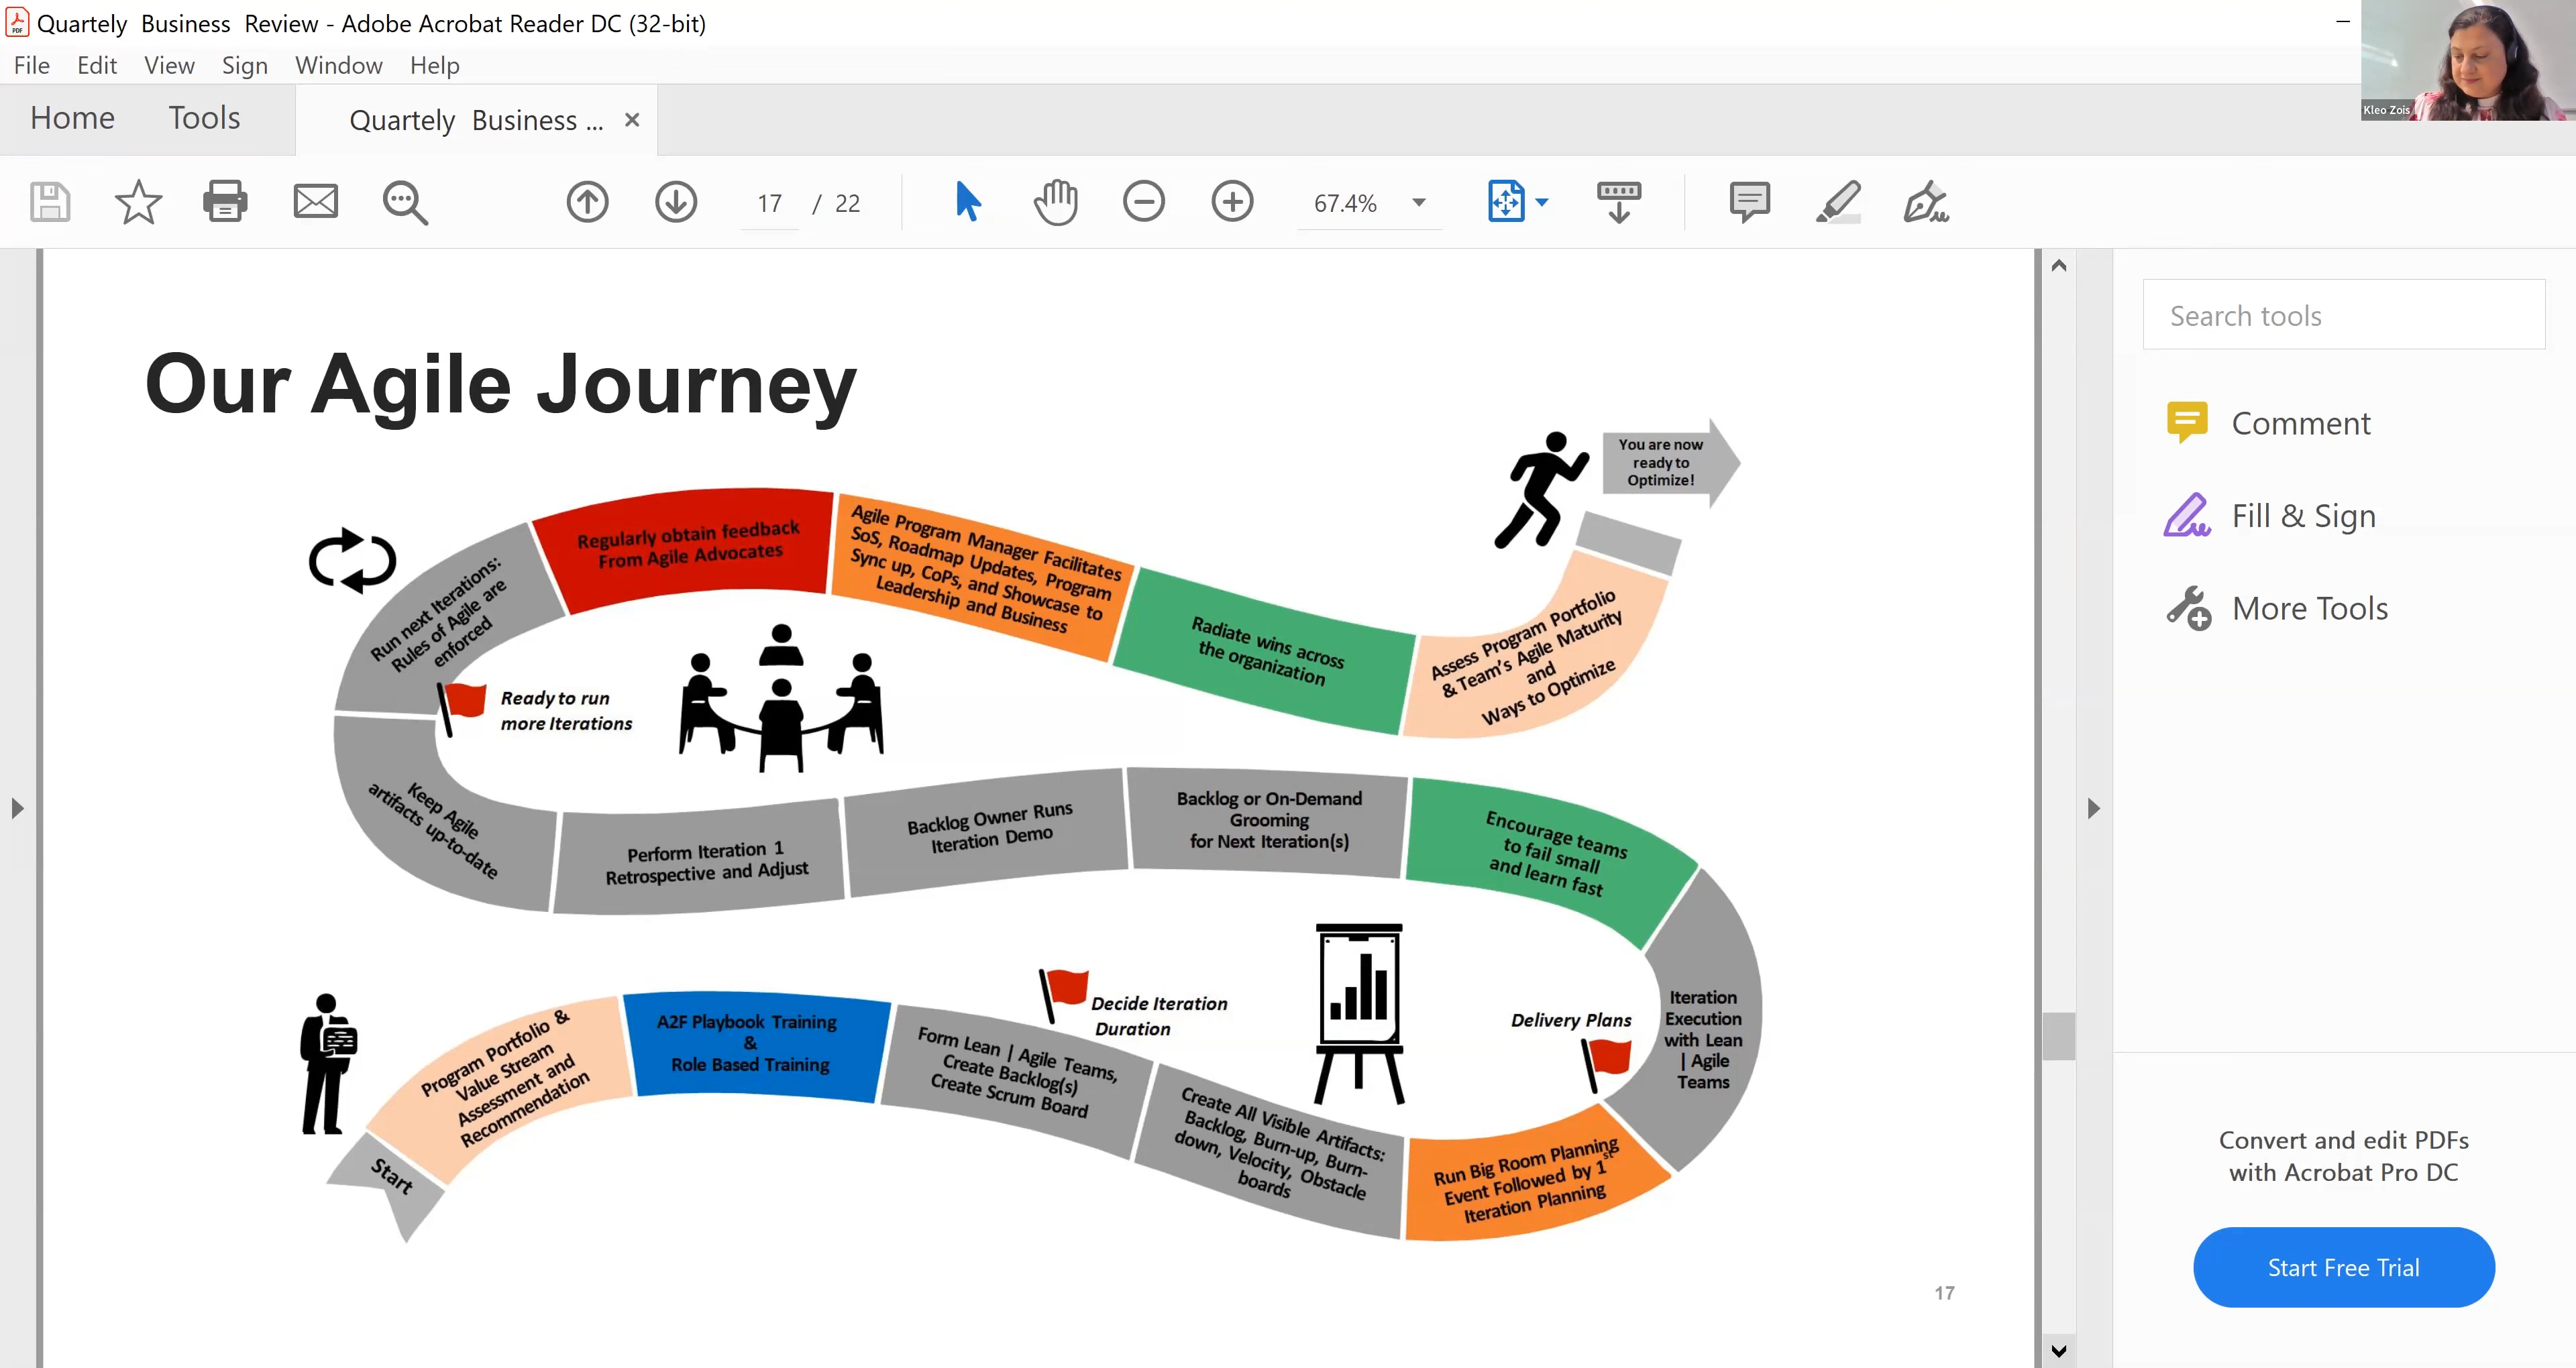 Quartely Business Review - Adobe Acrobat Reader DC (32-bit)
File Edit View Sign Window Help
Kleo Zois
Home Tools Quartely Business ...
17 / 22
67.4%
Search tools
Comment
Fill & Sign
More Tools
Convert and edit PDFs
with Acrobat Pro DC
Start Free Trial
Our Agile Journey
You are now
ready to
Optimize!
Regularly obtain feedback
From Agile Advocates
Agile Program Manager Facilitates
SoS, Roadmap Updates, Program
Sync up, CoPs, and Showcase to
Leadership and Business
Run next Iterations:
Rules of Agile are
enforced
Radiate wins across
the organization
Assess Program Portfolio
& Team's Agile Maturity
and
Ways to Optimize
Ready to run
more Iterations
Keep Agile
artifacts up-to-date
Perform Iteration 1
Retrospective and Adjust
Backlog Owner Runs
Iteration Demo
Backlog or On-Demand
Grooming
for Next Iteration(s)
Encourage teams
to fail small
and learn fast
Iteration
Execution
with Lean
| Agile
Teams
Decide Iteration
Duration
Delivery Plans
Program Portfolio &
Value Stream
Assessment and
Recommendation
A2F Playbook Training
&
Role Based Training
Form Lean | Agile Teams,
Create Backlog(s)
Create Scrum Board
Create All Visible Artifacts:
Backlog, Burn-up, Burn-
down, Velocity, Obstacle
boards
Run Big Room Planning
Event Followed by 1st
Iteration Planning
Start
17